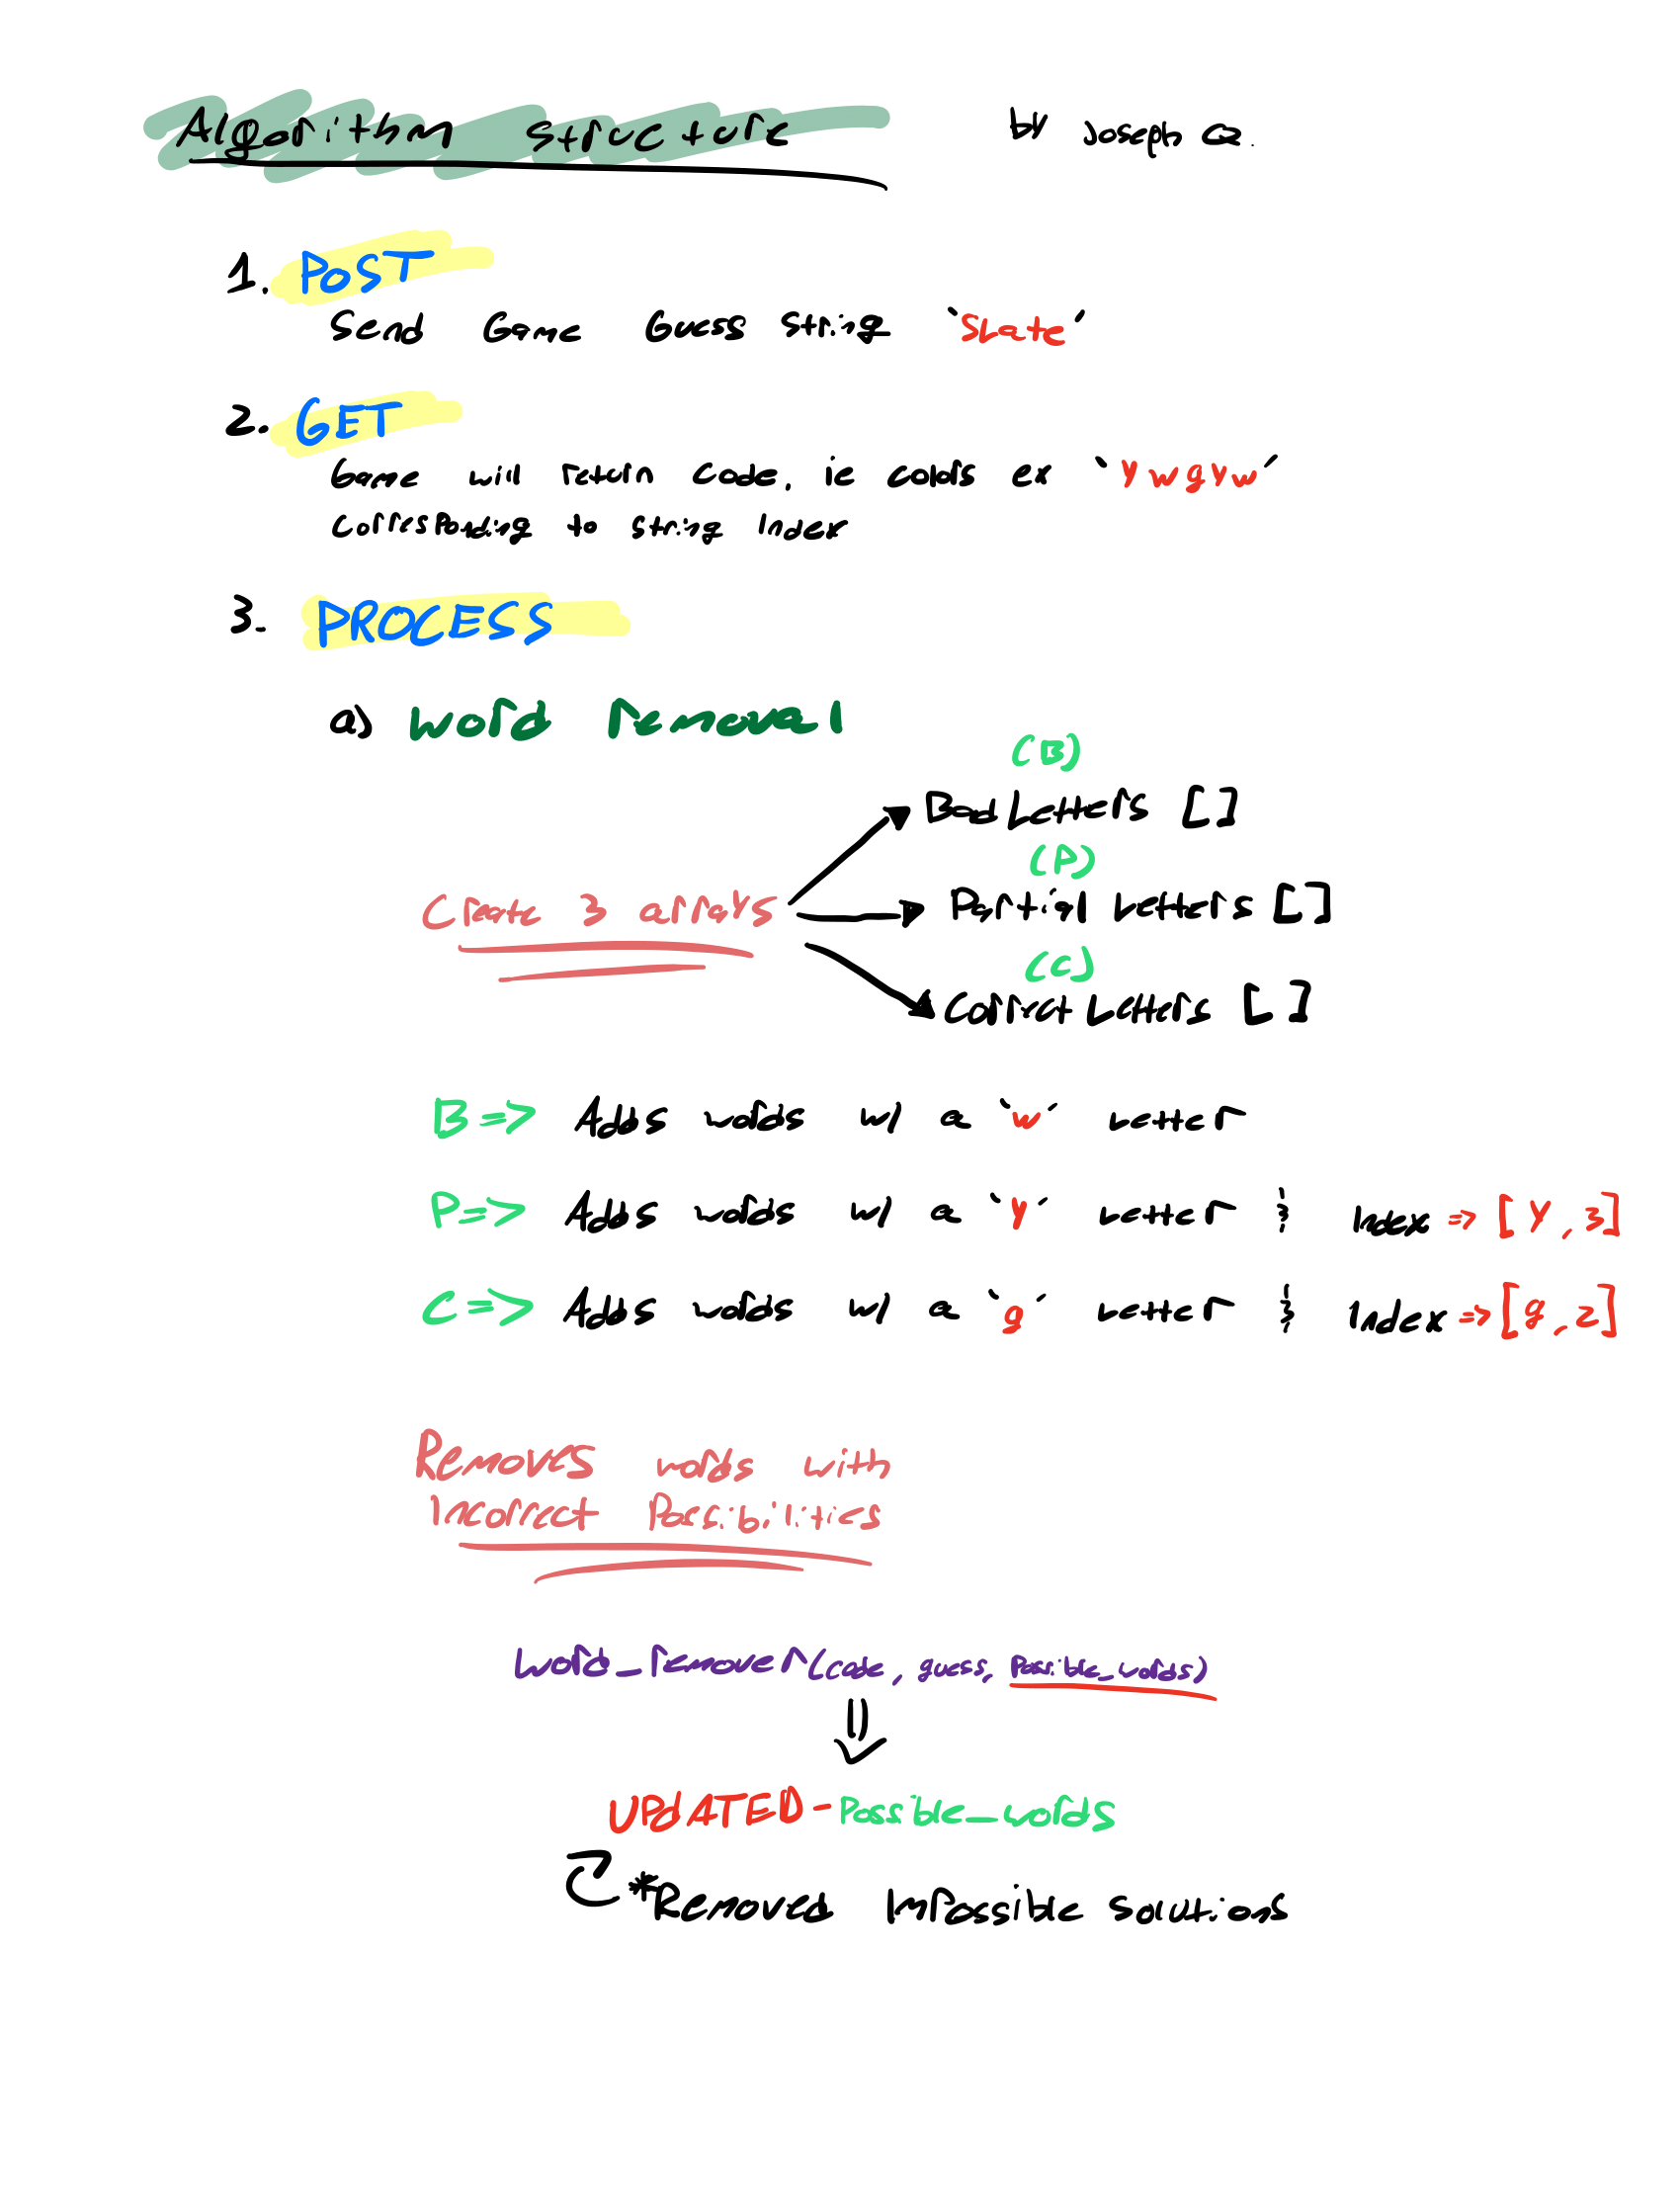 Algorithm structure by Joseph
1. POST
Send Game Guess string `Slate'
2. GET
Game will return code, ie colors ex `ywgyw'
corresponding to string index
3. PROCESS
a) word removal
(B)
Bad Letters []
(P)
Create 3 arrays Partial Letters []
(C)
Correct Letters []
B => Adds words w/ a `w' letter
P => Adds words w/ a `y' letter & index => [y, 3]
C => Adds words w/ a `g' letter & index => [g, 2]
Removes words with
incorrect Possibilities
word_remover(code, guess, possible_words)
UPdATED-Possible_words
*Removed impossible solutions